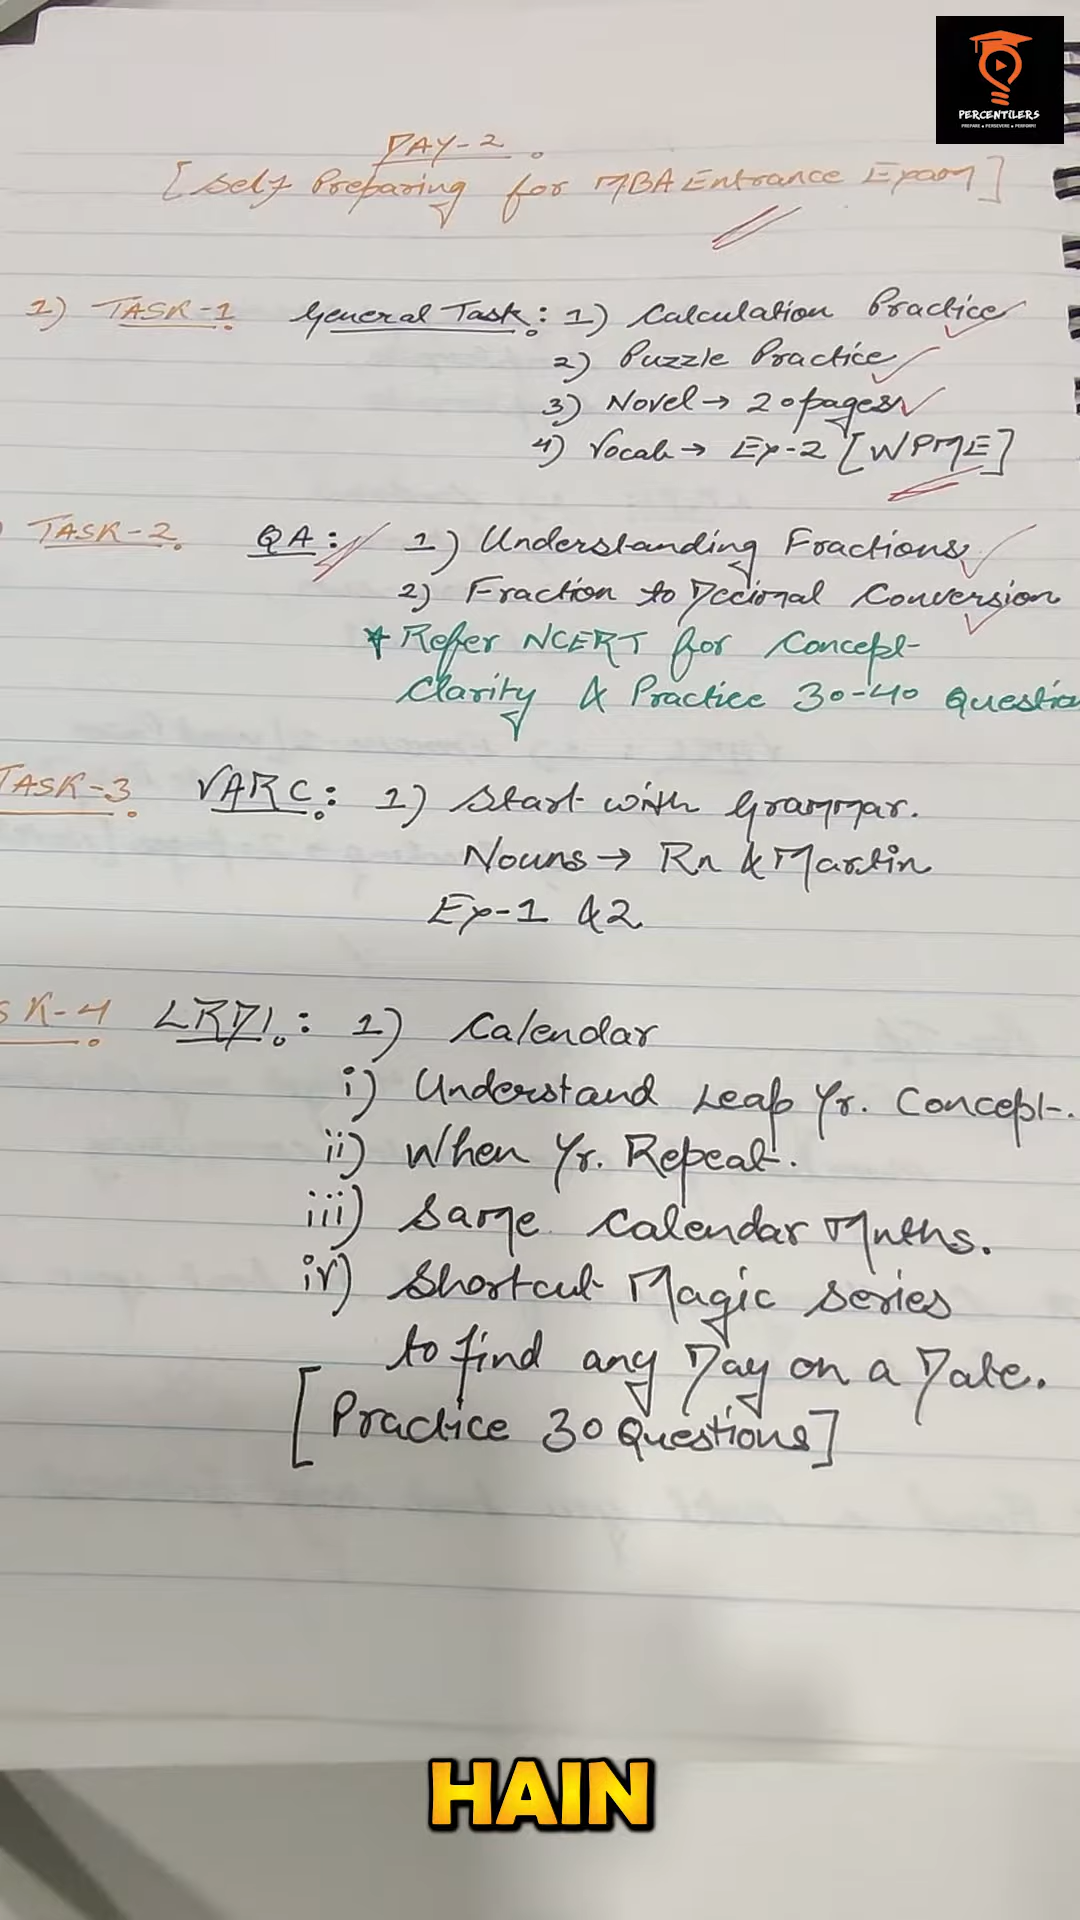 PERCENTILERS
PREPARE • PERSEVERE • PERFORM
DAY-2.
[Self Preparing for MBA Entrance Exam]
1) TASK-1. General Task: 1) Calculation Practice
2) Puzzle Practice
3) Novel → 20 pages
4) Vocab → Ex-2 [WPME]
TASK-2. QA: 1) Understanding Fractions
2) Fraction to Decimal Conversion
* Refer NCERT for Concept
Clarity & Practice 30-40 Question
TASK-3. VARC: 1) Start with Grammar.
Nouns → Rn & Martin
Ex-1 &2
SK-4. LRDI: 1) Calendar
i) Understand Leap Yr. Concept.
ii) When Yr. Repeat.
iii) Same Calendar Mnths.
iv) Shortcut Magic series
to find any Day on a Date.
[Practice 30 Questions]
HAIN